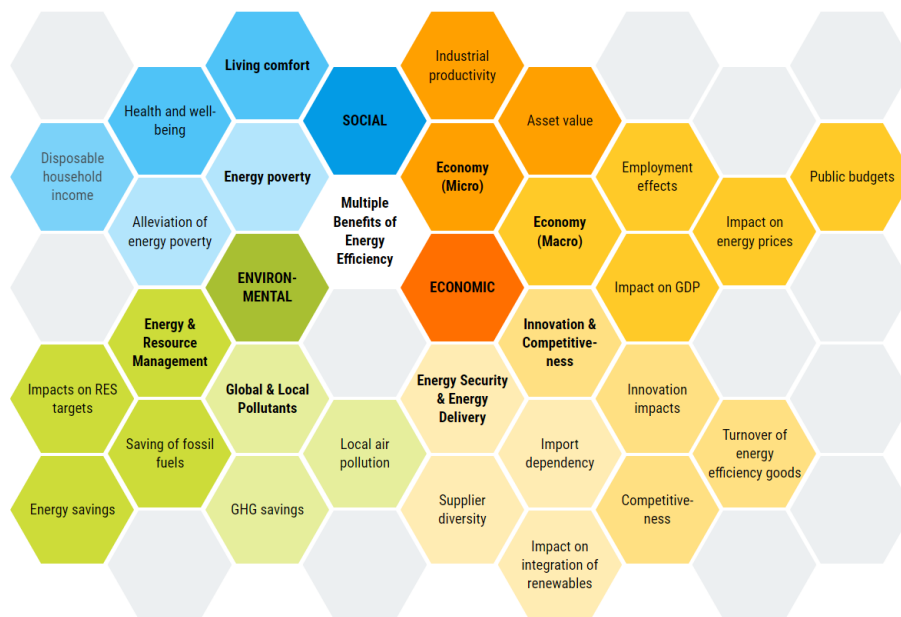 Living comfort
Industrial
productivity
Health and well-
being
SOCIAL
Asset value
Disposable
household
income
Energy poverty
Economy
(Micro)
Employment
effects
Public budgets
Alleviation of
energy poverty
Multiple
Benefits of
Energy
Efficiency
Economy
(Macro)
Impact on
energy prices
ENVIRON-
MENTAL
ECONOMIC
Impact on GDP
Energy &
Resource
Management
Innovation &
Competitive-
ness
Impacts on RES
targets
Global & Local
Pollutants
Energy Security
& Energy
Delivery
Innovation
impacts
Saving of fossil
fuels
Local air
pollution
Import
dependency
Turnover of
energy
efficiency goods
Energy savings
GHG savings
Supplier
diversity
Competitive-
ness
Impact on
integration of
renewables